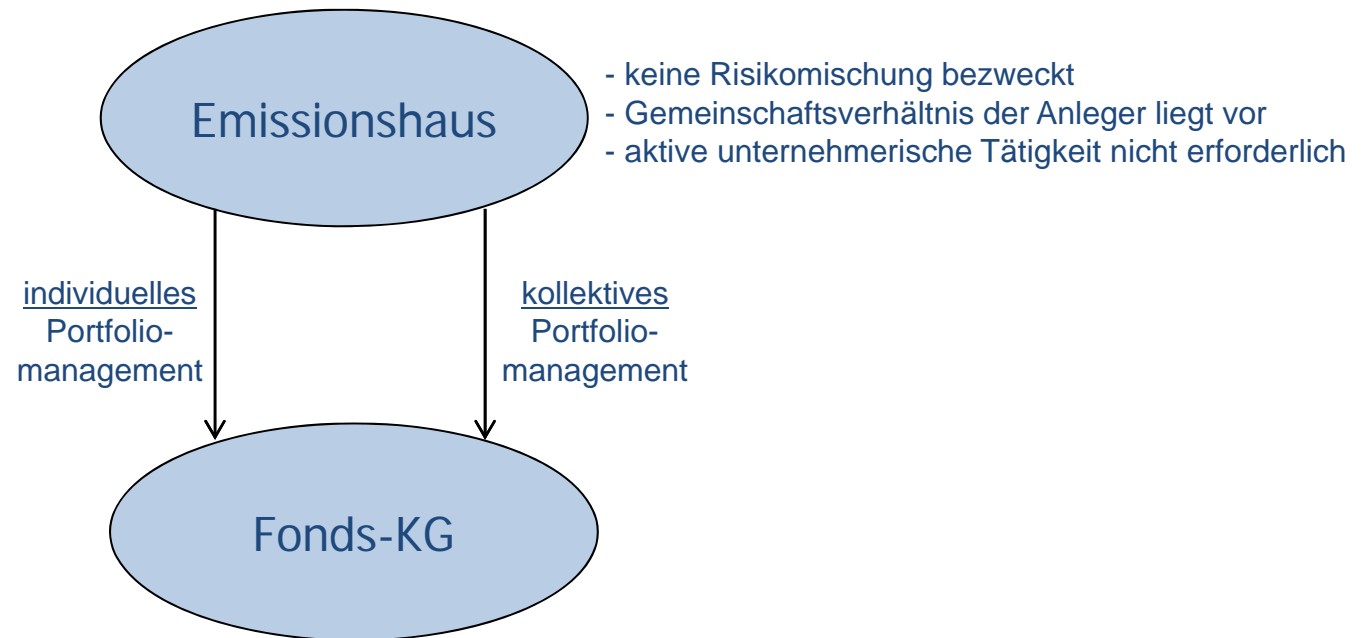 Emissionshaus
- keine Risikomischung bezweckt
- Gemeinschaftsverhältnis der Anleger liegt vor
- aktive unternehmerische Tätigkeit nicht erforderlich
individuelles
Portfolio-
management
kollektives
Portfolio-
management
Fonds-KG